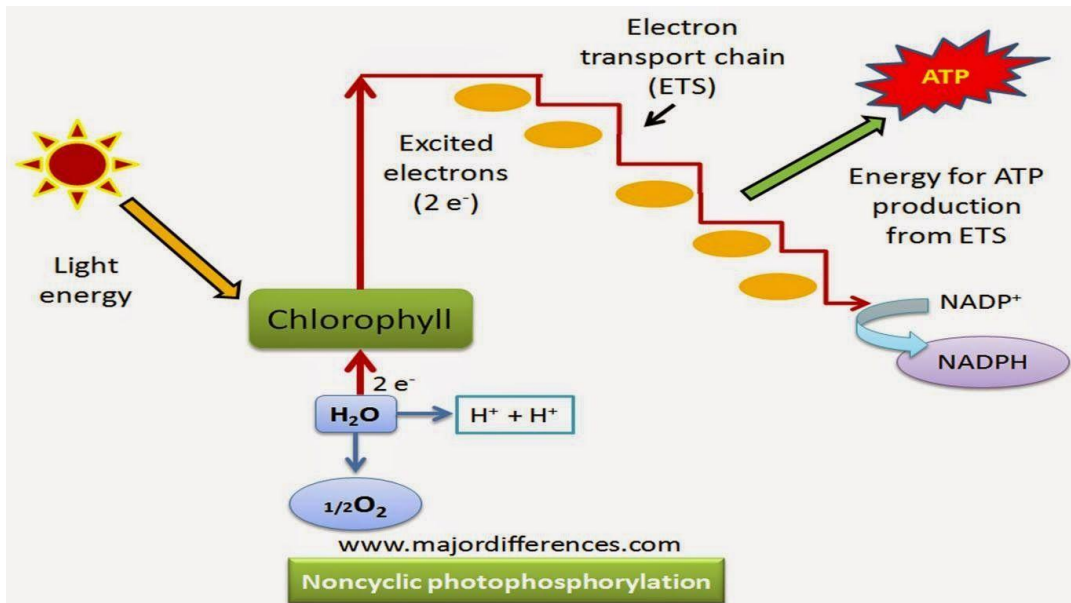 Electron
transport chain
(ETS)
ATP
Excited
electrons
(2 e⁻)
Energy for ATP
production
from ETS
Light
energy
Chlorophyll
NADP⁺
NADPH
2 e⁻
H₂O
H⁺ + H⁺
1/2O₂
www.majordifferences.com
Noncyclic photophosphorylation